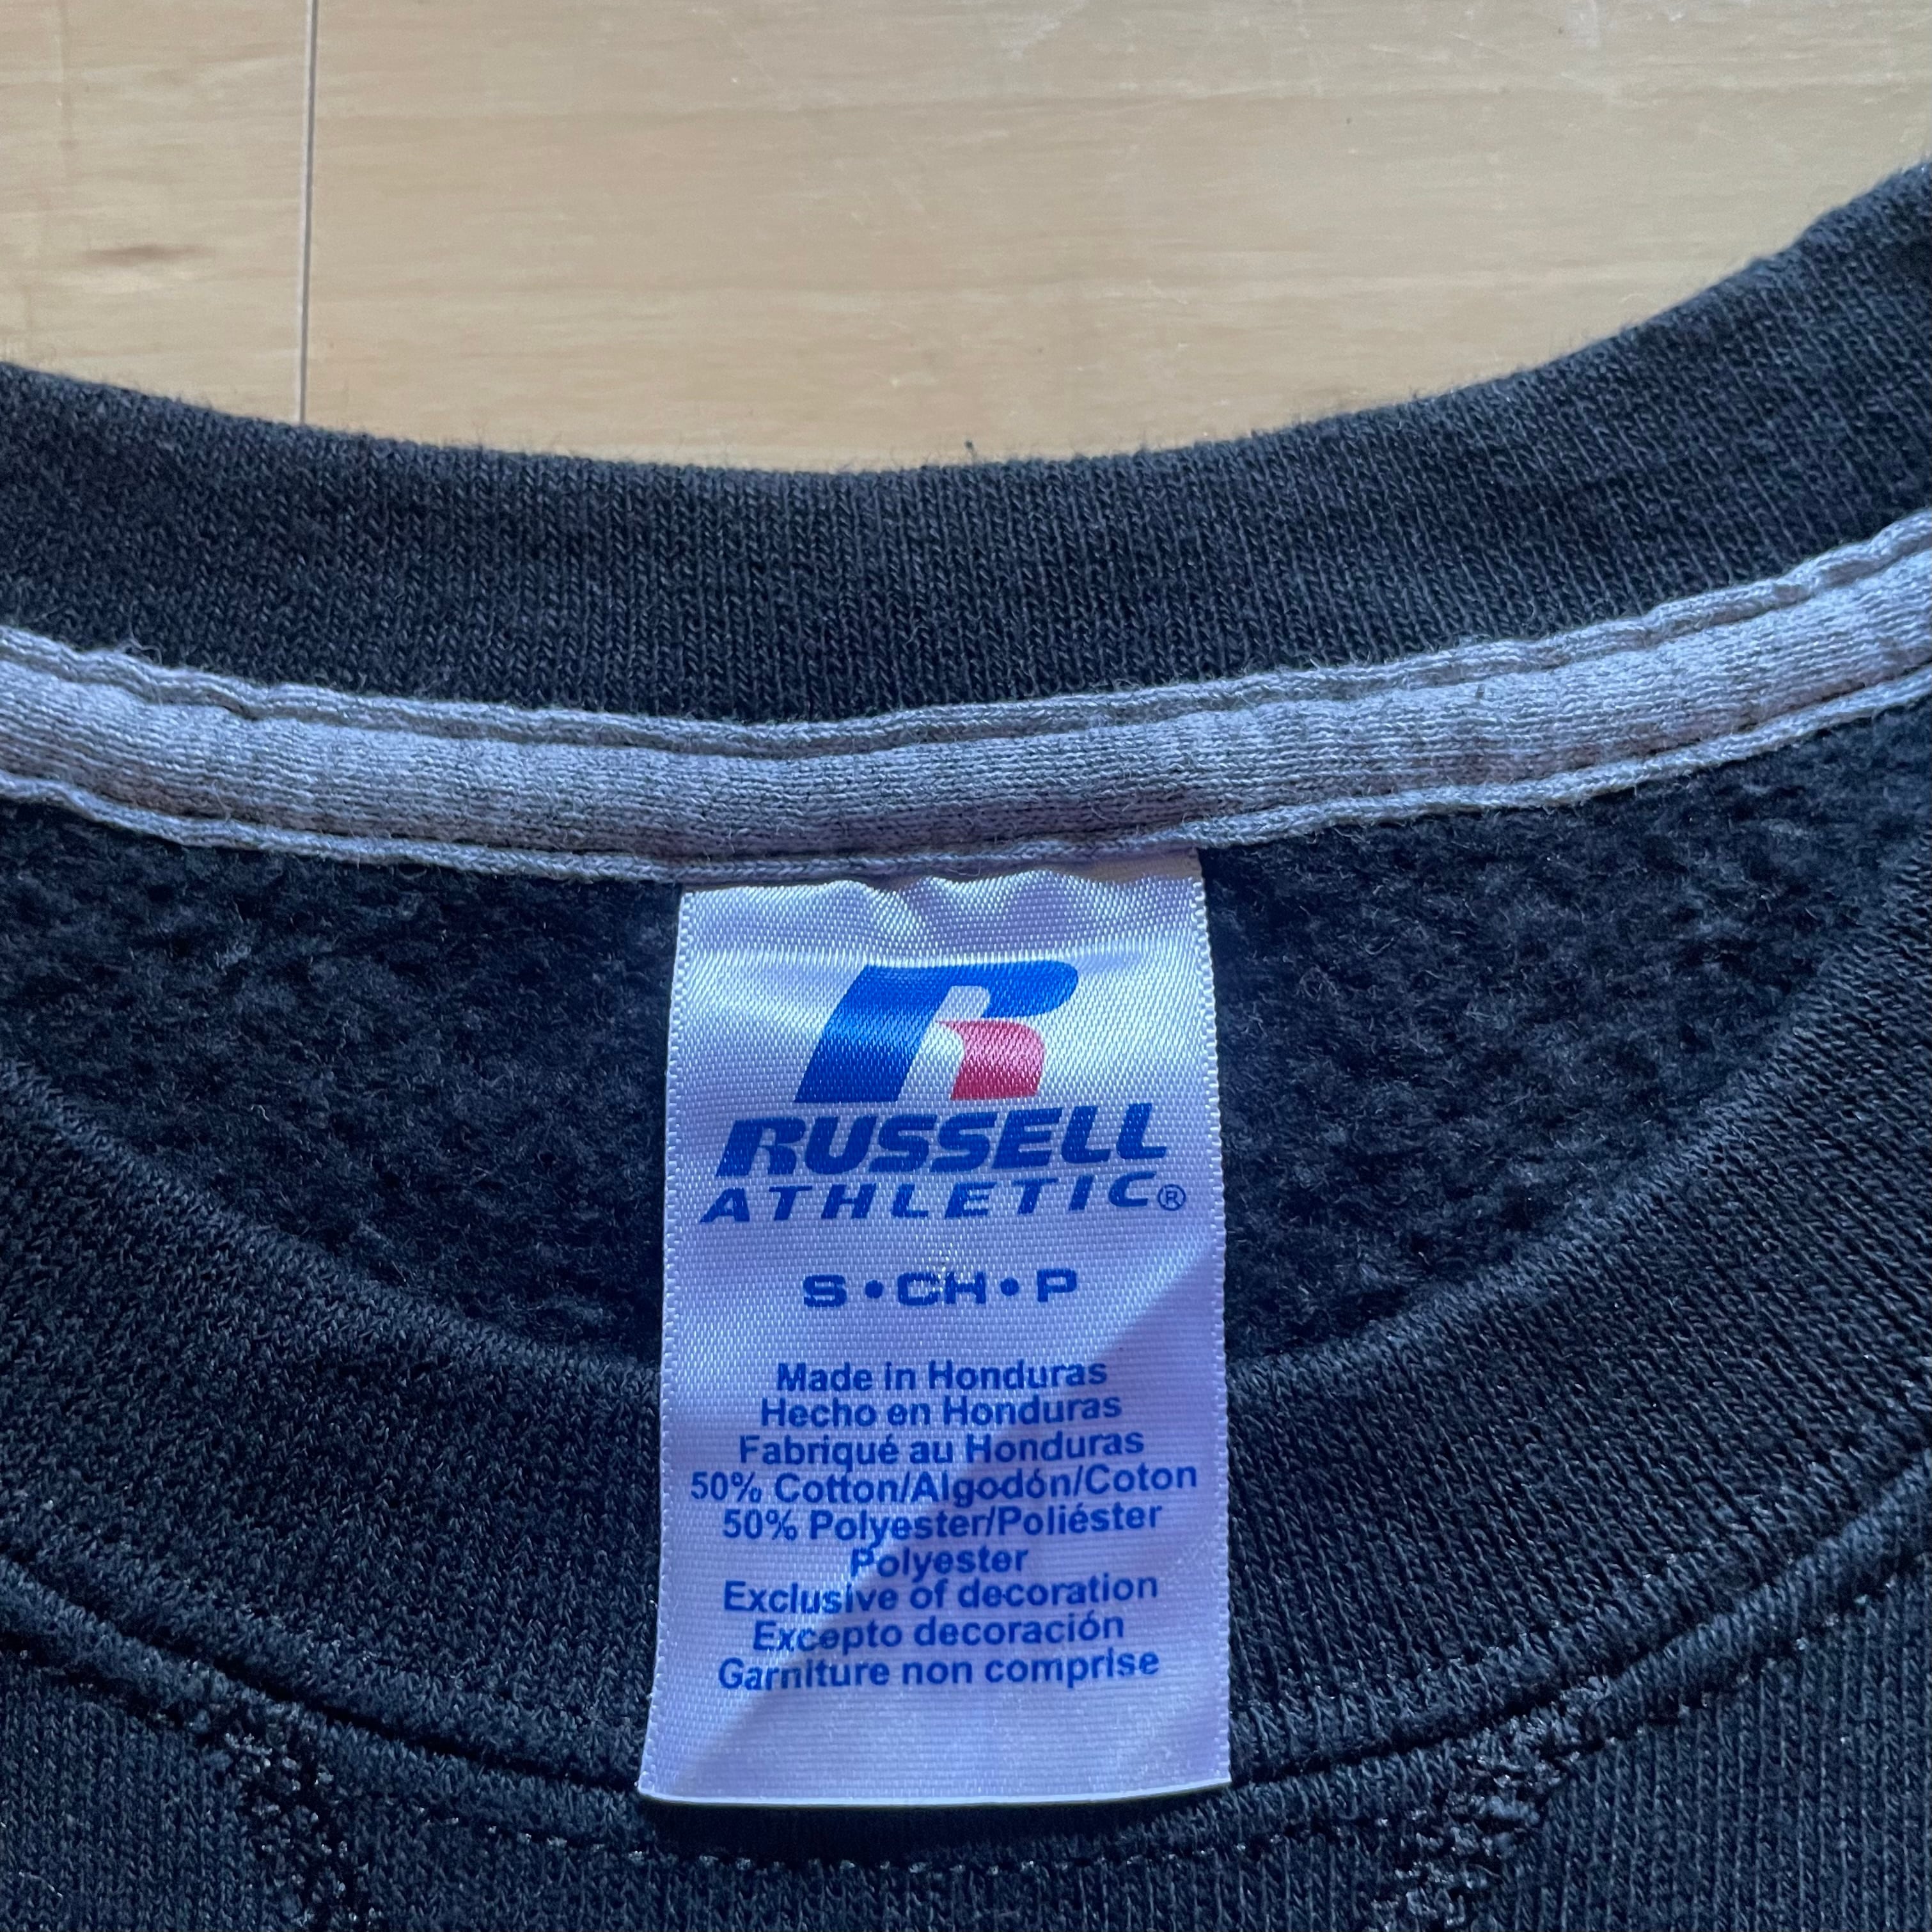 R
RUSSELL
ATHLETIC®
S•CH•P
Made in Honduras
Hecho en Honduras
Fabriqué au Honduras
50% Cotton/Algodón/Coton
50% Polyester/Poliéster
Polyester
Exclusive of decoration
Excepto decoración
Garniture non comprise